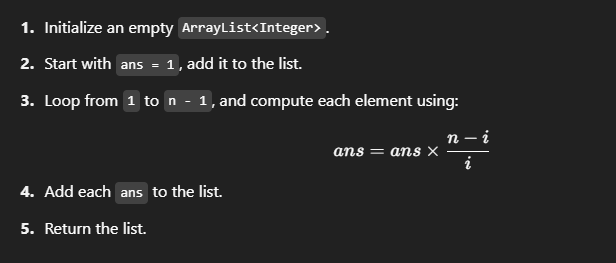 1. Initialize an empty ArrayList<Integer>.
2. Start with ans = 1, add it to the list.
3. Loop from 1 to n - 1, and compute each element using:
ans = ans × (n − i)/i
4. Add each ans to the list.
5. Return the list.